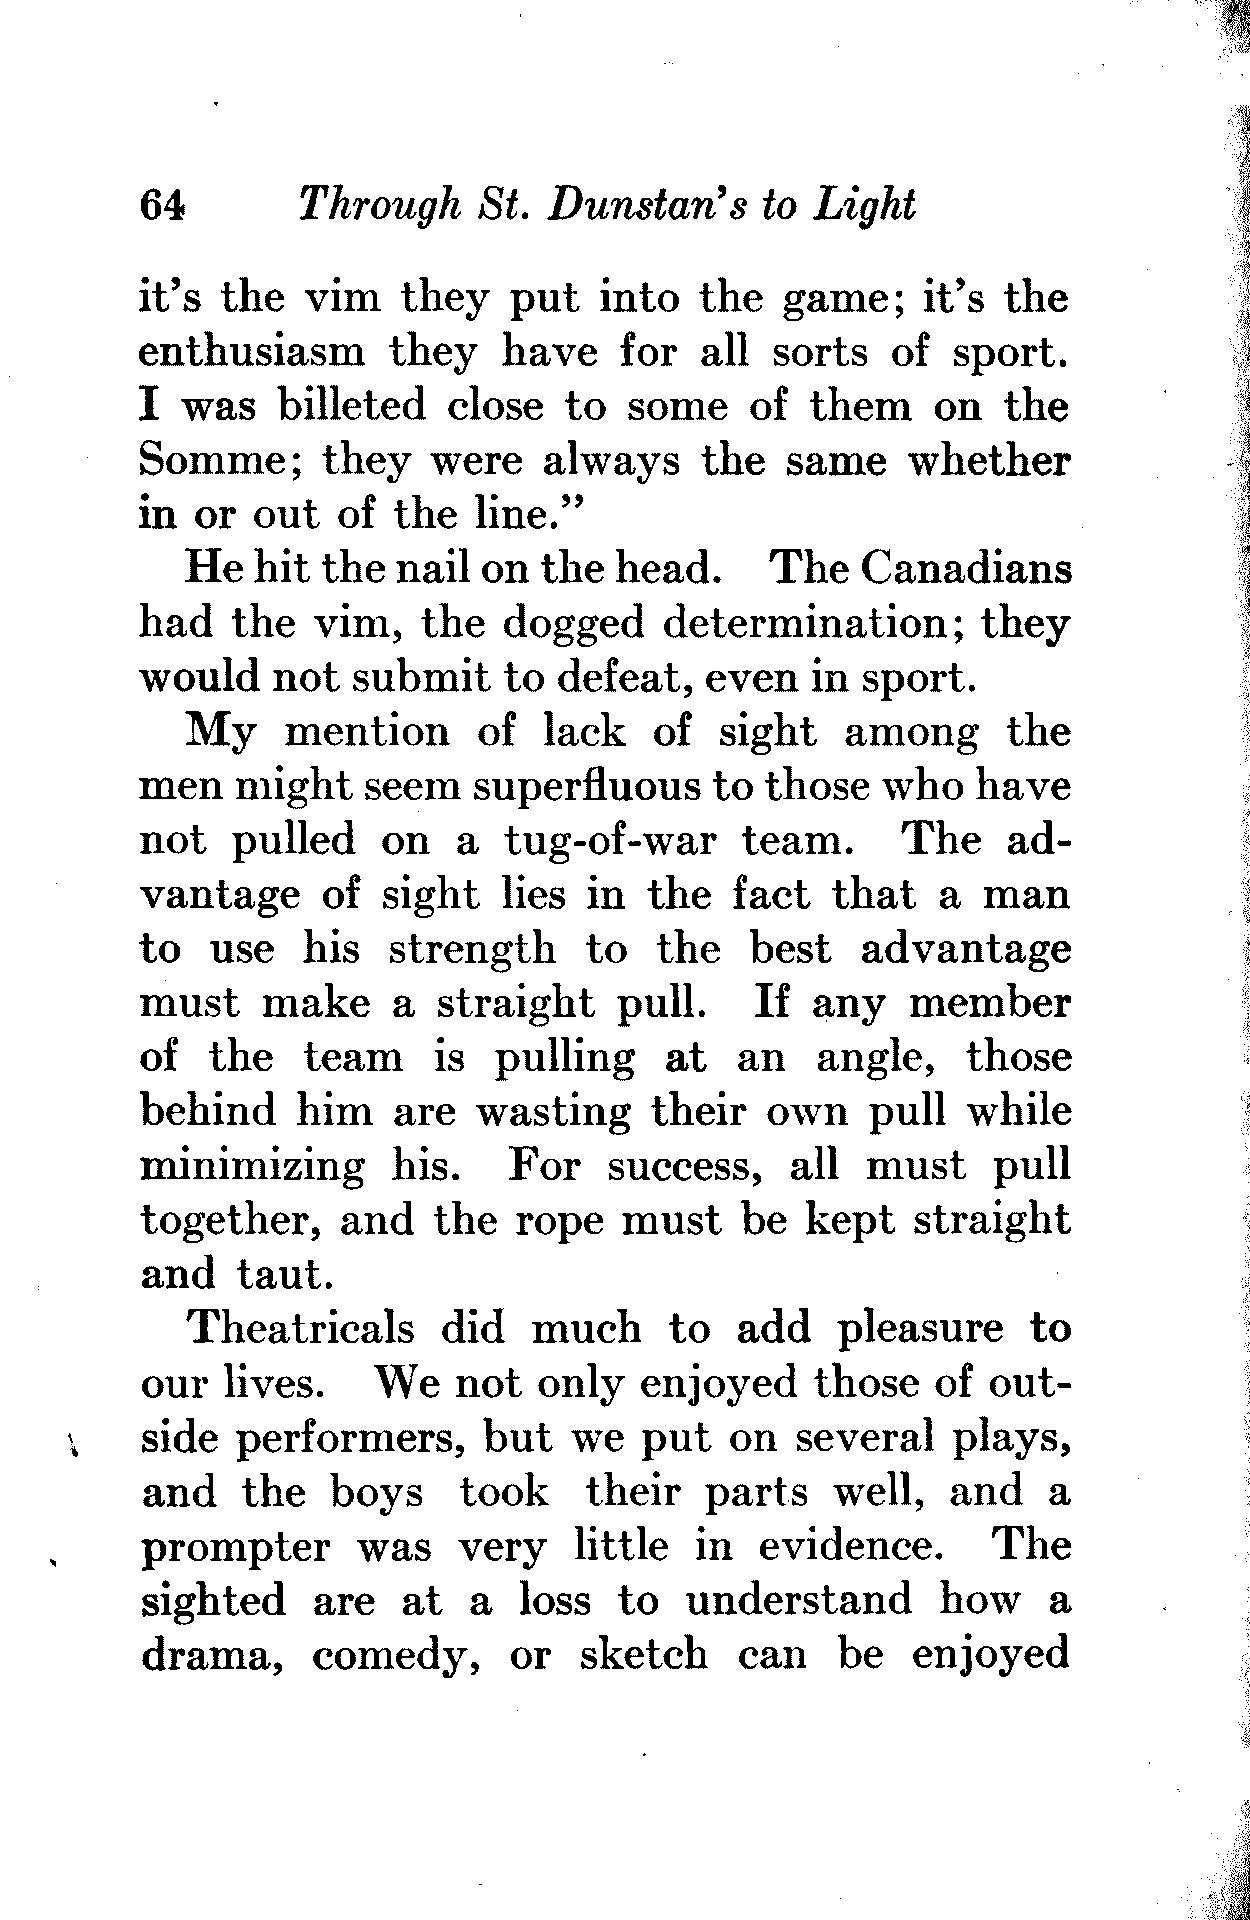 64 Through St. Dunstan's to Light
it's the vim they put into the game; it's the
enthusiasm they have for all sorts of sport.
I was billeted close to some of them on the
Somme; they were always the same whether
in or out of the line."
He hit the nail on the head. The Canadians
had the vim, the dogged determination; they
would not submit to defeat, even in sport.
My mention of lack of sight among the
men might seem superfluous to those who have
not pulled on a tug-of-war team. The ad-
vantage of sight lies in the fact that a man
to use his strength to the best advantage
must make a straight pull. If any member
of the team is pulling at an angle, those
behind him are wasting their own pull while
minimizing his. For success, all must pull
together, and the rope must be kept straight
and taut.
Theatricals did much to add pleasure to
our lives. We not only enjoyed those of out-
side performers, but we put on several plays,
and the boys took their parts well, and a
prompter was very little in evidence. The
sighted are at a loss to understand how a
drama, comedy, or sketch can be enjoyed